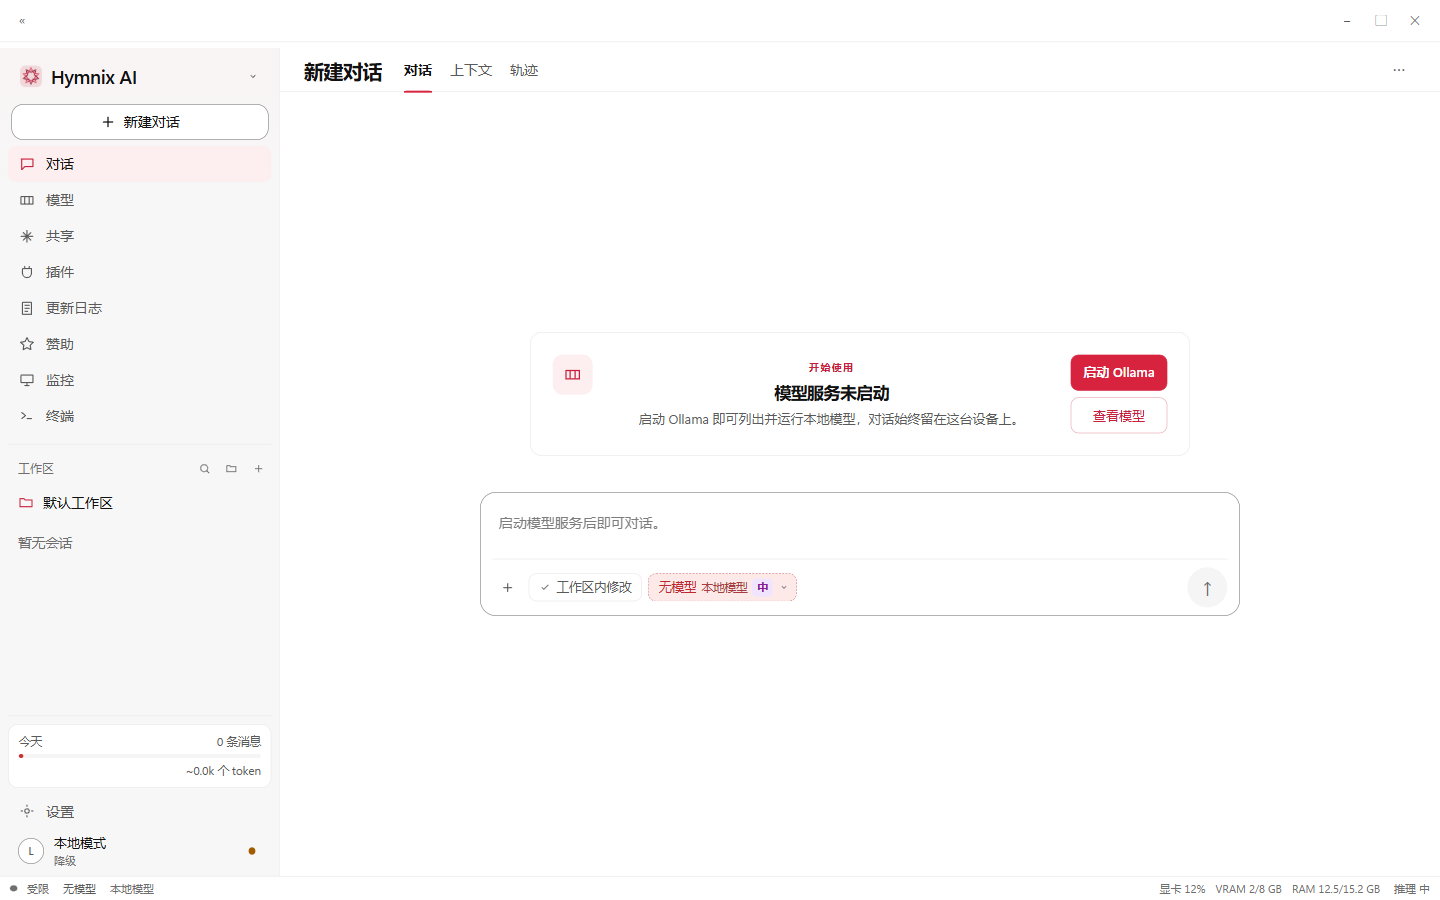 «
Hymnix AI
新建对话
对话
模型
共享
插件
更新日志
赞助
监控
终端
工作区
默认工作区
暂无会话
今天 0 条消息
~0.0k 个 token
设置
L 本地模式
降级
新建对话 对话 上下文 轨迹
开始使用
模型服务未启动
启动 Ollama 即可列出并运行本地模型，对话始终留在这台设备上。
启动 Ollama
查看模型
启动模型服务后即可对话。
工作区内修改 无模型 本地模型 中
受限 无模型 本地模型 显卡 12% VRAM 2/8 GB RAM 12.5/15.2 GB 推理 中